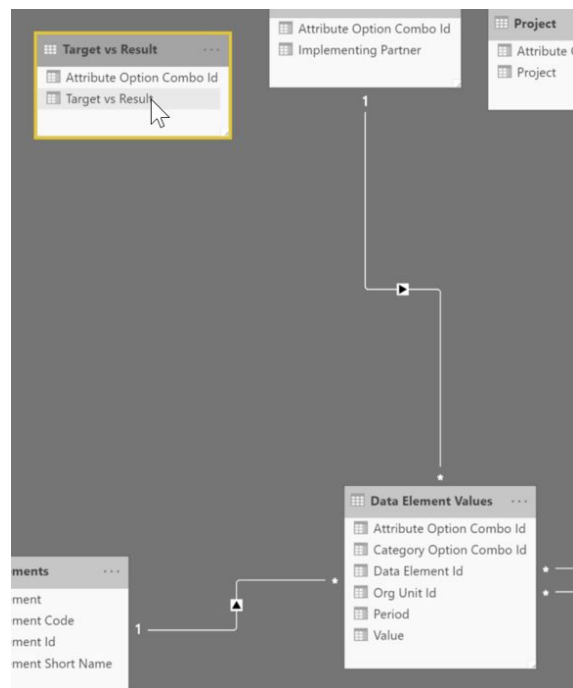 Target vs Result ...
Attribute Option Combo Id
Target vs Result
Attribute Option Combo Id
Implementing Partner
Project
Attribute
Project
1
*
Data Element Values ...
Attribute Option Combo Id
Category Option Combo Id
Data Element Id
Org Unit Id
Period
Value
*
*
*
ments ...
ment
ment Code
ment Id
ment Short Name
1